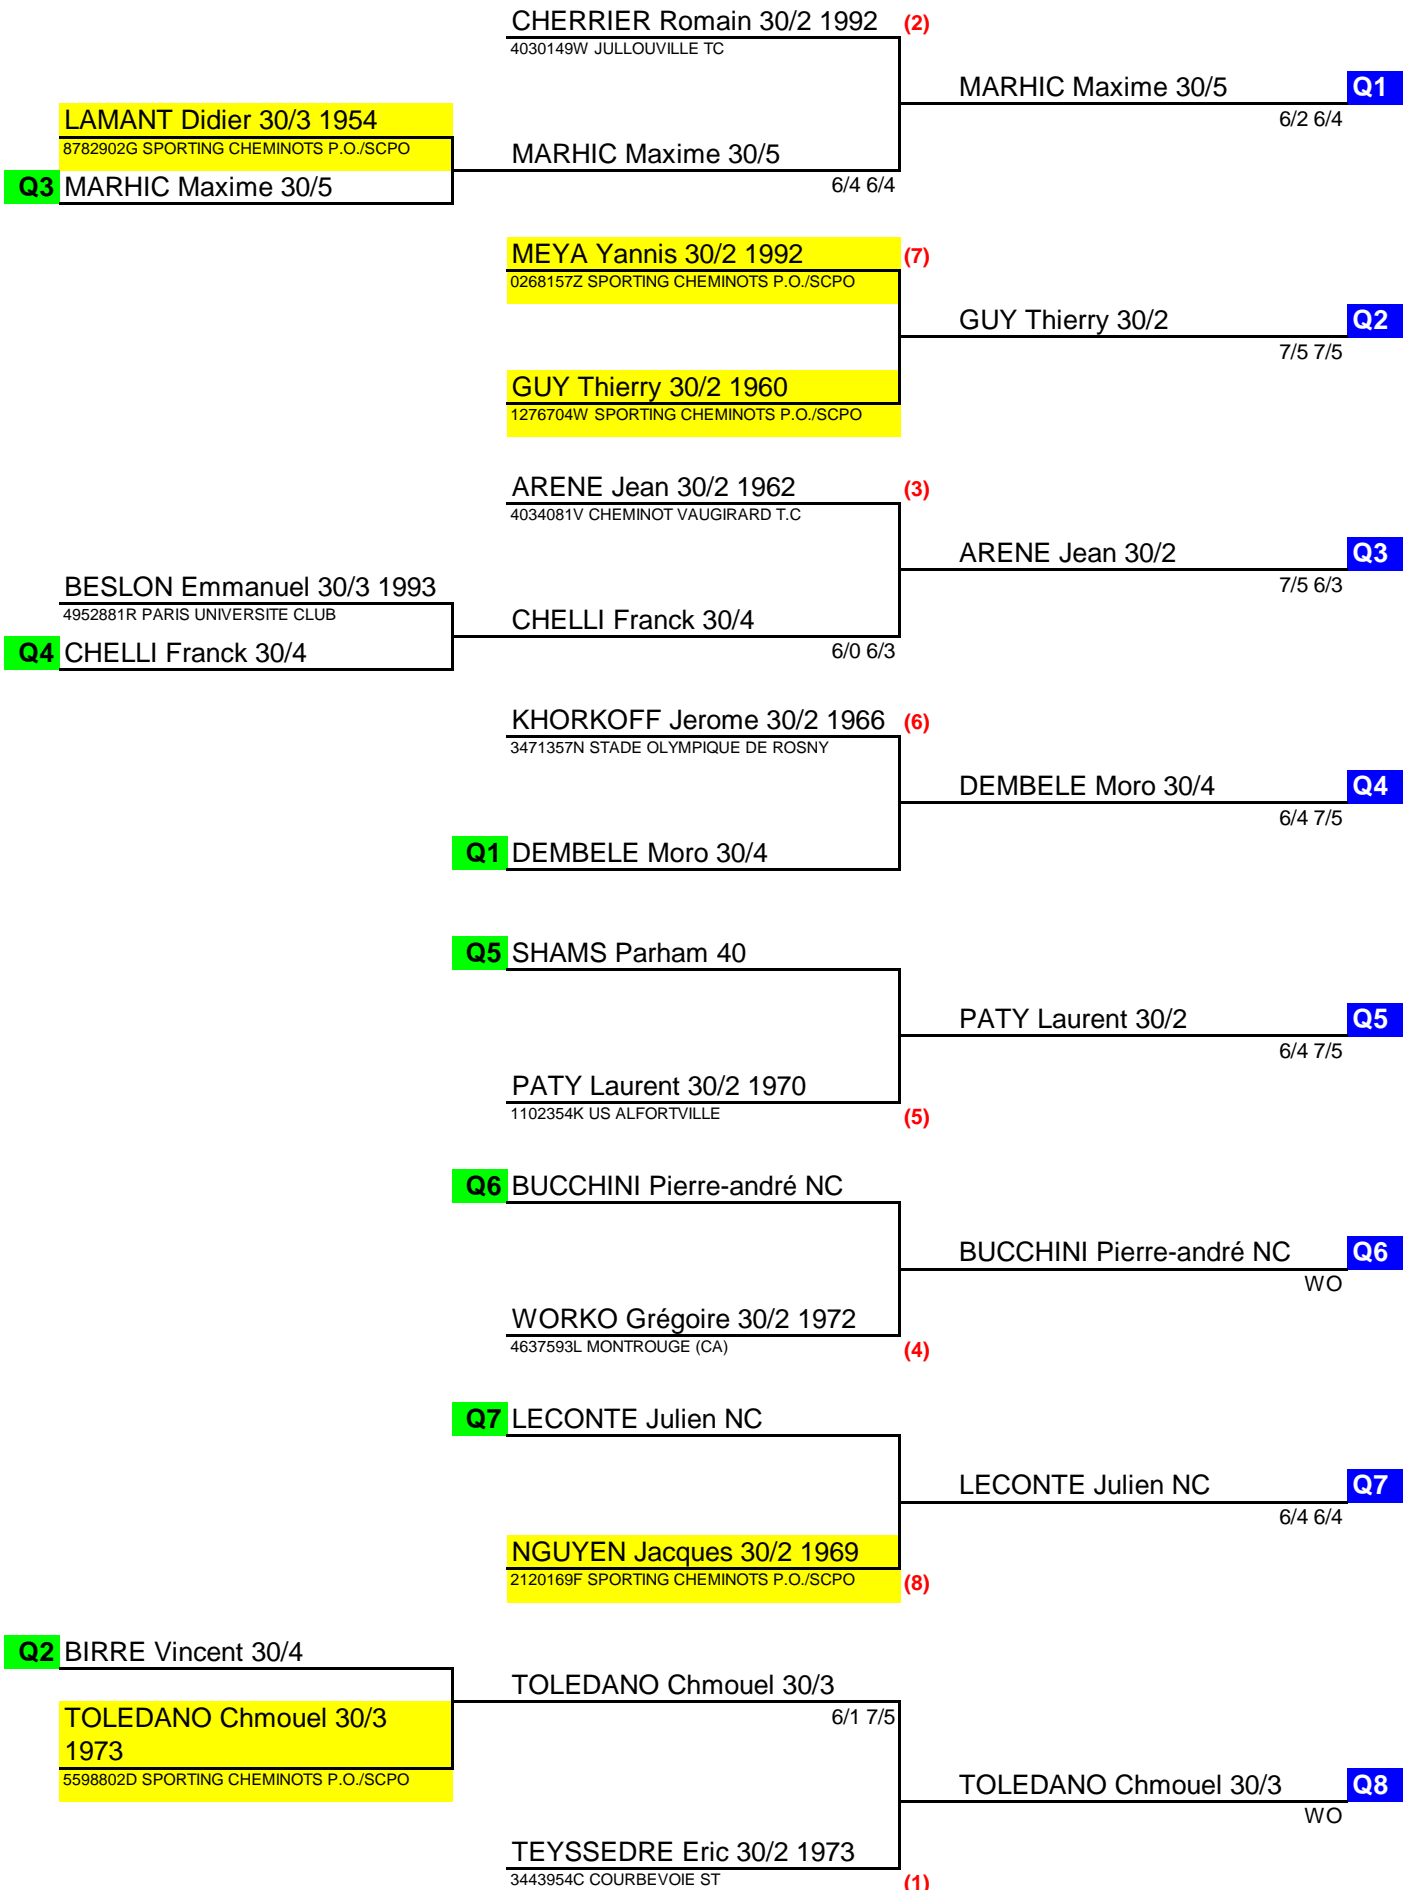 CHERRIER Romain 30/2 1992 (2)
4030149W JULLOUVILLE TC
MARHIC Maxime 30/5 Q1
6/2 6/4
LAMANT Didier 30/3 1954
8782902G SPORTING CHEMINOTS P.O./SCPO
MARHIC Maxime 30/5
6/4 6/4
Q3 MARHIC Maxime 30/5
MEYA Yannis 30/2 1992 (7)
0268157Z SPORTING CHEMINOTS P.O./SCPO
GUY Thierry 30/2 Q2
7/5 7/5
GUY Thierry 30/2 1960
1276704W SPORTING CHEMINOTS P.O./SCPO
ARENE Jean 30/2 1962 (3)
4034081V CHEMINOT VAUGIRARD T.C
ARENE Jean 30/2 Q3
7/5 6/3
BESLON Emmanuel 30/3 1993
4952881R PARIS UNIVERSITE CLUB
CHELLI Franck 30/4
6/0 6/3
Q4 CHELLI Franck 30/4
KHORKOFF Jerome 30/2 1966 (6)
3471357N STADE OLYMPIQUE DE ROSNY
DEMBELE Moro 30/4 Q4
6/4 7/5
Q1 DEMBELE Moro 30/4
Q5 SHAMS Parham 40
PATY Laurent 30/2 Q5
6/4 7/5
PATY Laurent 30/2 1970
1102354K US ALFORTVILLE (5)
Q6 BUCCHINI Pierre-andré NC
BUCCHINI Pierre-andré NC Q6
WO
WORKO Grégoire 30/2 1972
4637593L MONTROUGE (CA) (4)
Q7 LECONTE Julien NC
LECONTE Julien NC Q7
6/4 6/4
NGUYEN Jacques 30/2 1969
2120169F SPORTING CHEMINOTS P.O./SCPO (8)
Q2 BIRRE Vincent 30/4
TOLEDANO Chmouel 30/3
6/1 7/5
TOLEDANO Chmouel 30/3
1973
5598802D SPORTING CHEMINOTS P.O./SCPO
TOLEDANO Chmouel 30/3 Q8
WO
TEYSSEDRE Eric 30/2 1973
3443954C COURBEVOIE ST (1)